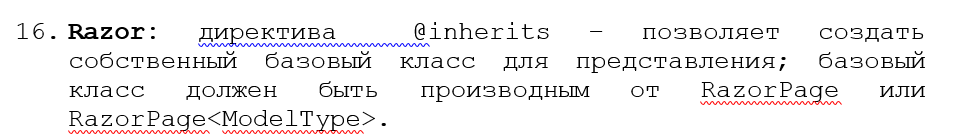 16. Razor: директива @inherits – позволяет создать
собственный базовый класс для представления; базовый
класс должен быть производным от RazorPage или
RazorPage<ModelType>.